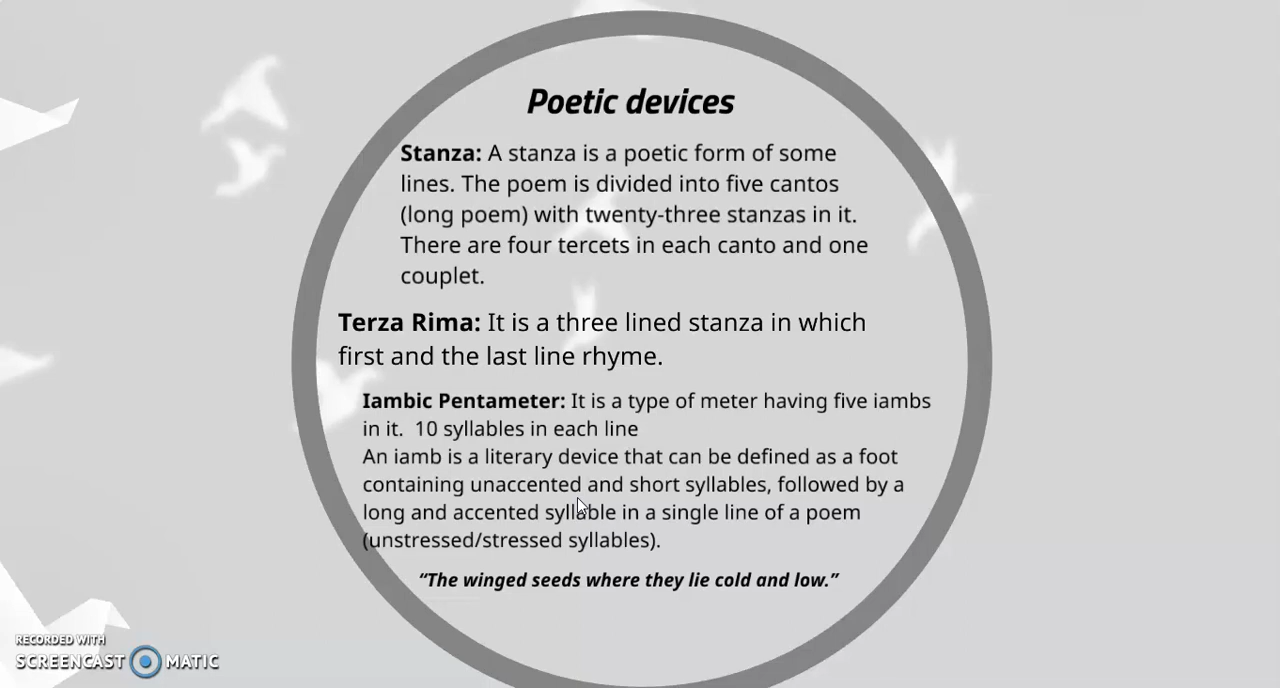 Poetic devices
Stanza: A stanza is a poetic form of some
lines. The poem is divided into five cantos
(long poem) with twenty-three stanzas in it.
There are four tercets in each canto and one
couplet.
Terza Rima: It is a three lined stanza in which
first and the last line rhyme.
Iambic Pentameter: It is a type of meter having five iambs
in it.  10 syllables in each line
An iamb is a literary device that can be defined as a foot
containing unaccented and short syllables, followed by a
long and accented syllable in a single line of a poem
(unstressed/stressed syllables).
“The winged seeds where they lie cold and low.”
RECORDED WITH
SCREENCAST MATIC